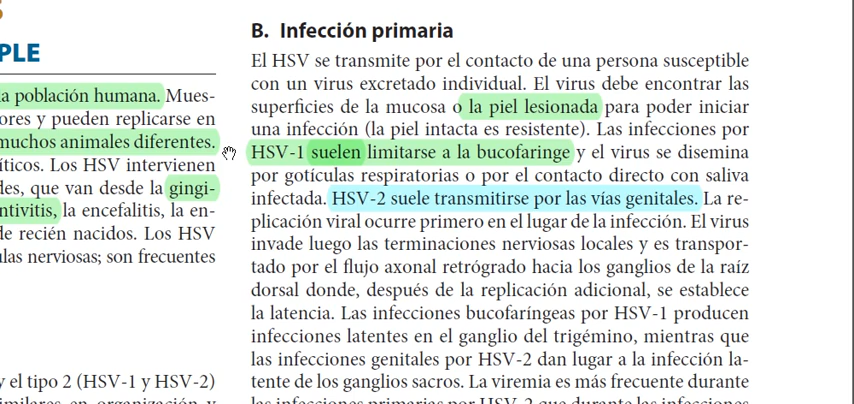 PLE
a población humana. Mues-
ores y pueden replicarse en
muchos animales diferentes.
íticos. Los HSV intervienen
des, que van desde la gingi-
ntivitis, la encefalitis, la en-
de recién nacidos. Los HSV
ulas nerviosas; son frecuentes
y el tipo 2 (HSV-1 y HSV-2)
B. Infección primaria
El HSV se transmite por el contacto de una persona susceptible
con un virus excretado individual. El virus debe encontrar las
superficies de la mucosa o la piel lesionada para poder iniciar
una infección (la piel intacta es resistente). Las infecciones por
HSV-1 suelen limitarse a la bucofaringe y el virus se disemina
por gotículas respiratorias o por el contacto directo con saliva
infectada. HSV-2 suele transmitirse por las vías genitales. La re-
plicación viral ocurre primero en el lugar de la infección. El virus
invade luego las terminaciones nerviosas locales y es transpor-
tado por el flujo axonal retrógrado hacia los ganglios de la raíz
dorsal donde, después de la replicación adicional, se establece
la latencia. Las infecciones bucofaríngeas por HSV-1 producen
infecciones latentes en el ganglio del trigémino, mientras que
las infecciones genitales por HSV-2 dan lugar a la infección la-
tente de los ganglios sacros. La viremia es más frecuente durante